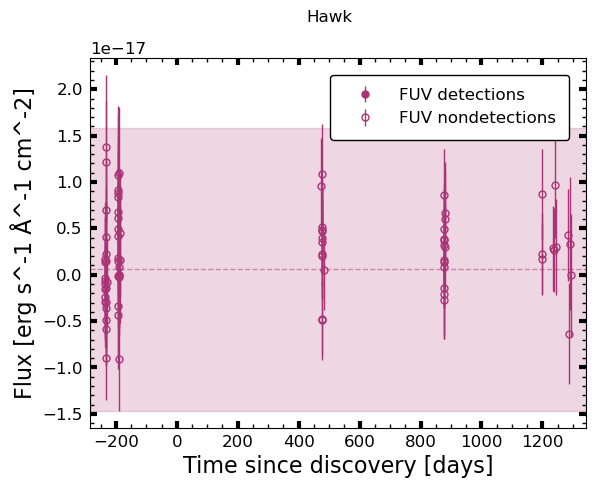 Hawk
1e−17
FUV detections
FUV nondetections
2.0
1.5
1.0
0.5
0.0
−0.5
−1.0
−1.5
Flux [erg s^-1 Å^-1 cm^-2]
−200 0 200 400 600 800 1000 1200
Time since discovery [days]